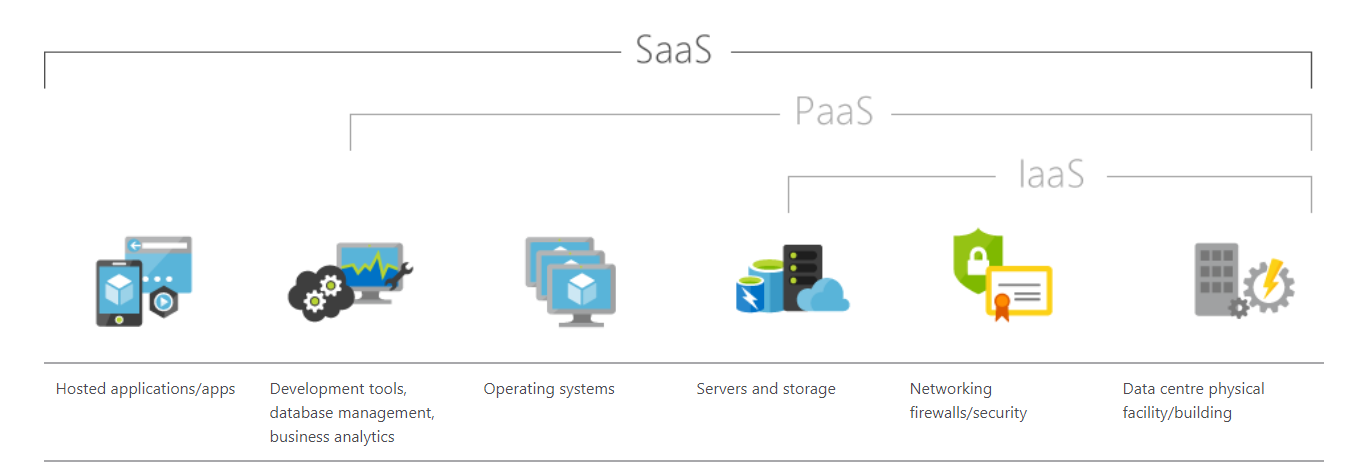 SaaS
PaaS
IaaS
Hosted applications/apps
Development tools,
database management,
business analytics
Operating systems
Servers and storage
Networking
firewalls/security
Data centre physical
facility/building